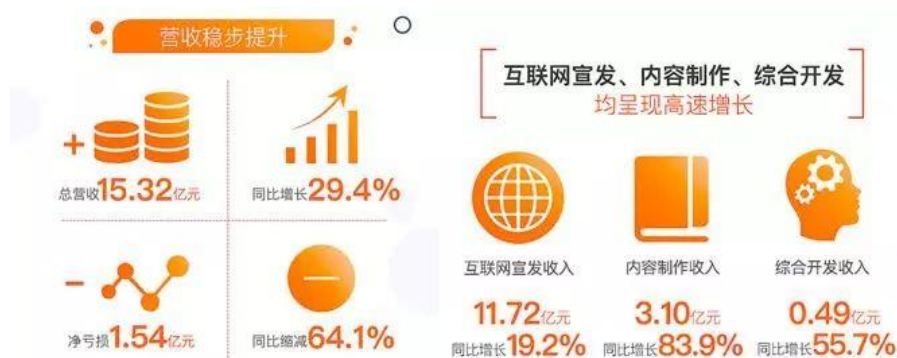 营收稳步提升
总营收15.32亿元
同比增长29.4%
净亏损1.54亿元
同比缩减64.1%
互联网宣发、内容制作、综合开发
均呈现高速增长
互联网宣发收入
内容制作收入
综合开发收入
11.72亿元
3.10亿元
0.49亿元
同比增长19.2%
同比增长83.9%
同比增长55.7%